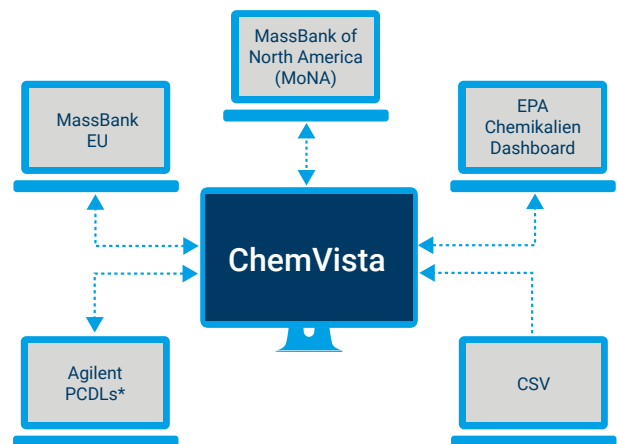 MassBank of
North America
(MoNA)
MassBank
EU
EPA
Chemikalien
Dashboard
ChemVista
Agilent
PCDLs*
CSV